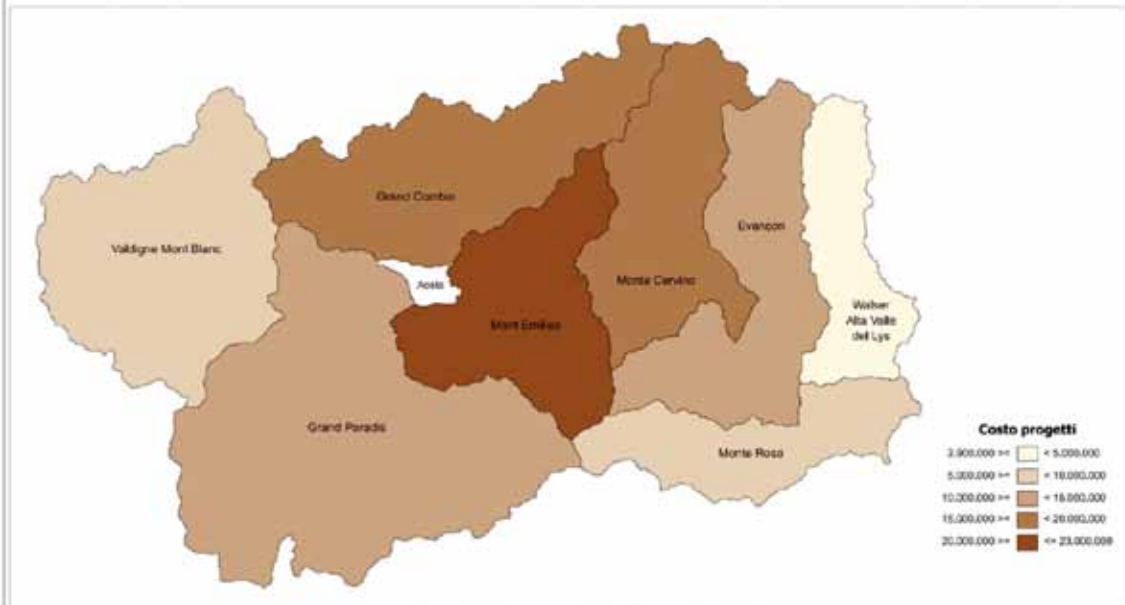 Grand Combin
Valdigne Mont Blanc
Evançon
Aosta
Monte Cervino
Walser
Alta Valle
del Lys
Mont Emilius
Grand Paradis
Monte Rosa
Costo progetti
3.900.000 >= < 5.000.000
5.000.000 >= < 10.000.000
10.000.000 >= < 15.000.000
15.000.000 >= < 20.000.000
20.000.000 >= <= 23.000.000